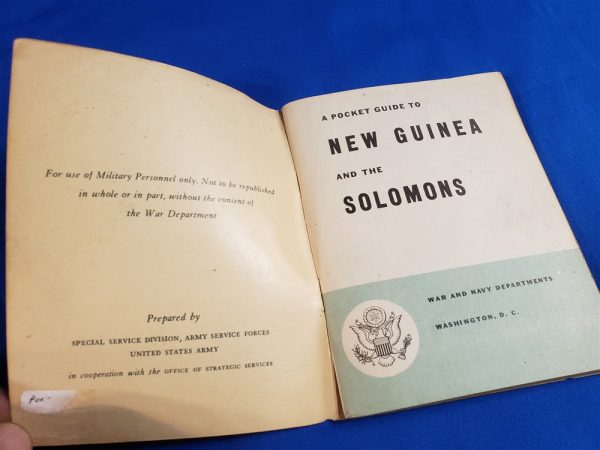 For use of Military Personnel only. Not to be republished
in whole or in part, without the consent of
the War Department
Prepared by
SPECIAL SERVICE DIVISION, ARMY SERVICE FORCES
UNITED STATES ARMY
in cooperation with the OFFICE OF STRATEGIC SERVICES
A POCKET GUIDE TO
NEW GUINEA
AND THE
SOLOMONS
WAR AND NAVY DEPARTMENTS
WASHINGTON, D. C.